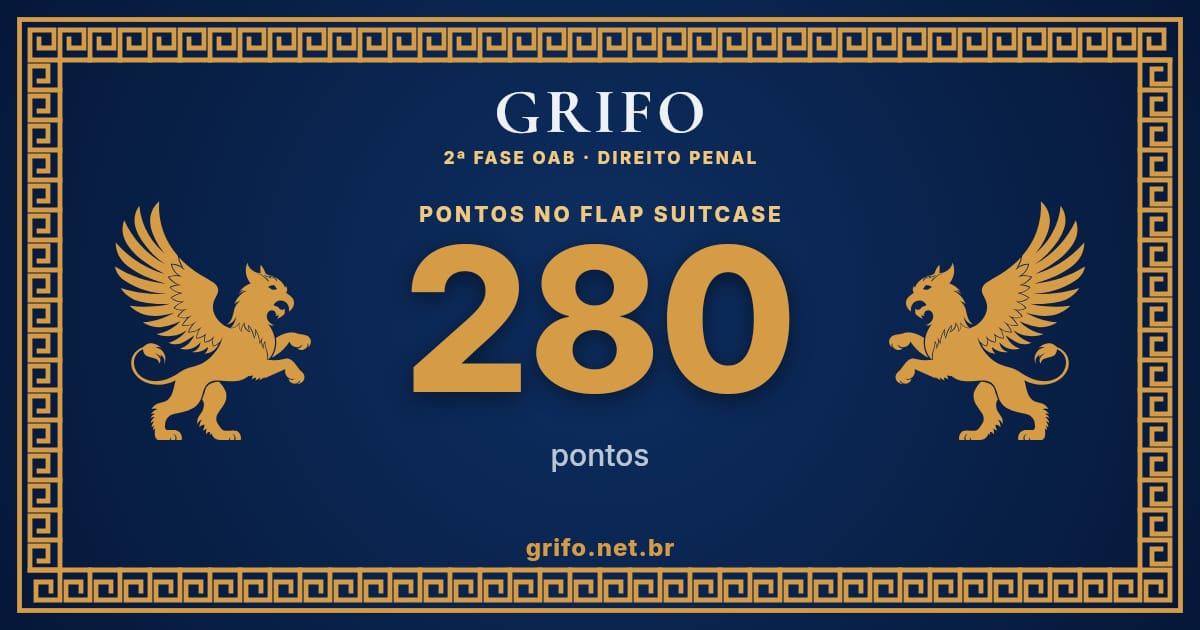 GRIFO
2ª FASE OAB · DIREITO PENAL
PONTOS NO FLAP SUITCASE
280
pontos
grifo.net.br